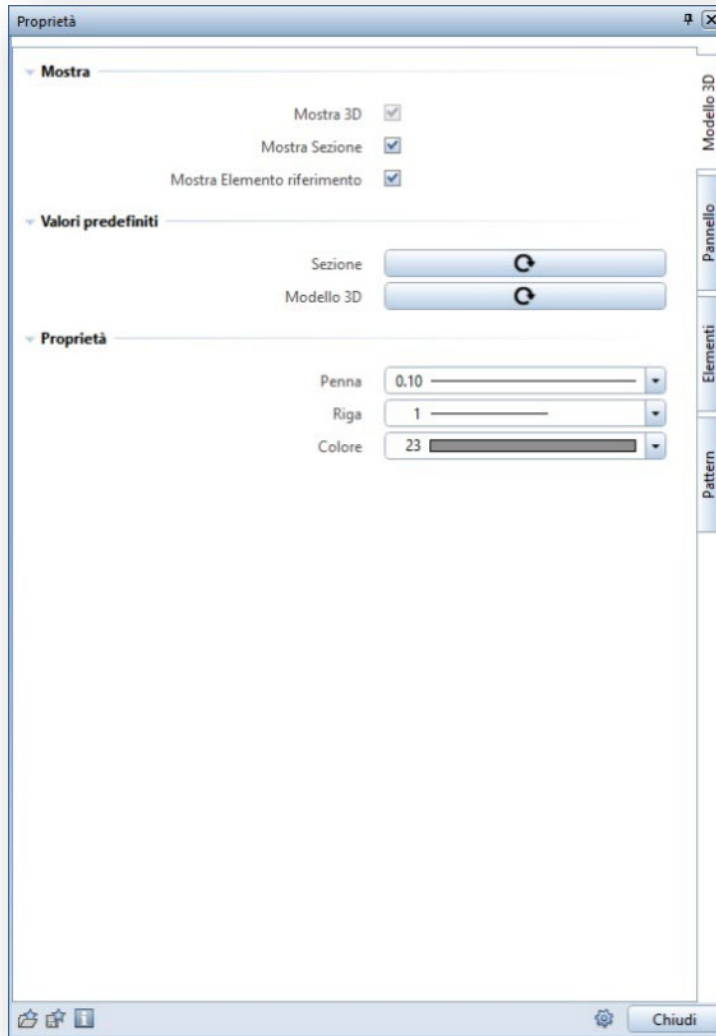 Proprietà
Mostra
Mostra 3D
Mostra Sezione
Mostra Elemento riferimento
Valori predefiniti
Sezione
Modello 3D
Proprietà
Penna 0.10
Riga 1
Colore 23
Modello 3D
Pannello
Elementi
Pattern
Chiudi